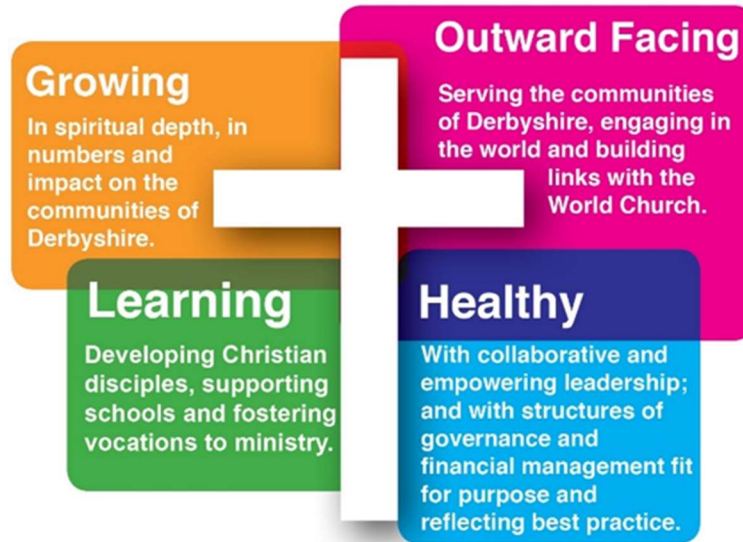 Growing
In spiritual depth, in
numbers and
impact on the
communities of
Derbyshire.
Outward Facing
Serving the communities
of Derbyshire, engaging in
the world and building
links with the
World Church.
Learning
Developing Christian
disciples, supporting
schools and fostering
vocations to ministry.
Healthy
With collaborative and
empowering leadership;
and with structures of
governance and
financial management fit
for purpose and
reflecting best practice.